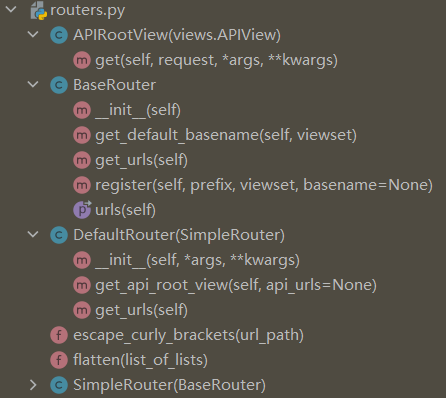 routers.py
C APIRootView(views.APIView)
m get(self, request, *args, **kwargs)
C BaseRouter
m __init__(self)
m get_default_basename(self, viewset)
m get_urls(self)
m register(self, prefix, viewset, basename=None)
p urls(self)
C DefaultRouter(SimpleRouter)
m __init__(self, *args, **kwargs)
m get_api_root_view(self, api_urls=None)
m get_urls(self)
f escape_curly_brackets(url_path)
f flatten(list_of_lists)
C SimpleRouter(BaseRouter)